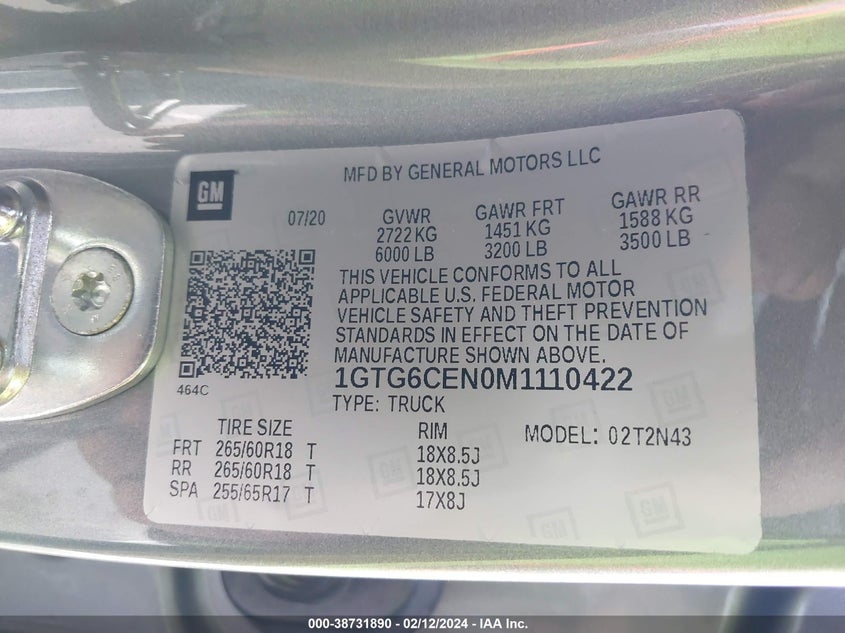 GM
MFD BY GENERAL MOTORS LLC
07/20
GVWR
2722 KG
6000 LB
GAWR FRT
1451 KG
3200 LB
GAWR RR
1588 KG
3500 LB
THIS VEHICLE CONFORMS TO ALL
APPLICABLE U.S. FEDERAL MOTOR
VEHICLE SAFETY AND THEFT PREVENTION
STANDARDS IN EFFECT ON THE DATE OF
MANUFACTURE SHOWN ABOVE.
464C
1GTG6CEN0M1110422
TYPE: TRUCK
TIRE SIZE
RIM
MODEL: 02T2N43
FRT 265/60R18 T 18X8.5J
RR 265/60R18 T 18X8.5J
SPA 255/65R17 T 17X8J
000-38731890 - 02/12/2024 - IAA Inc.